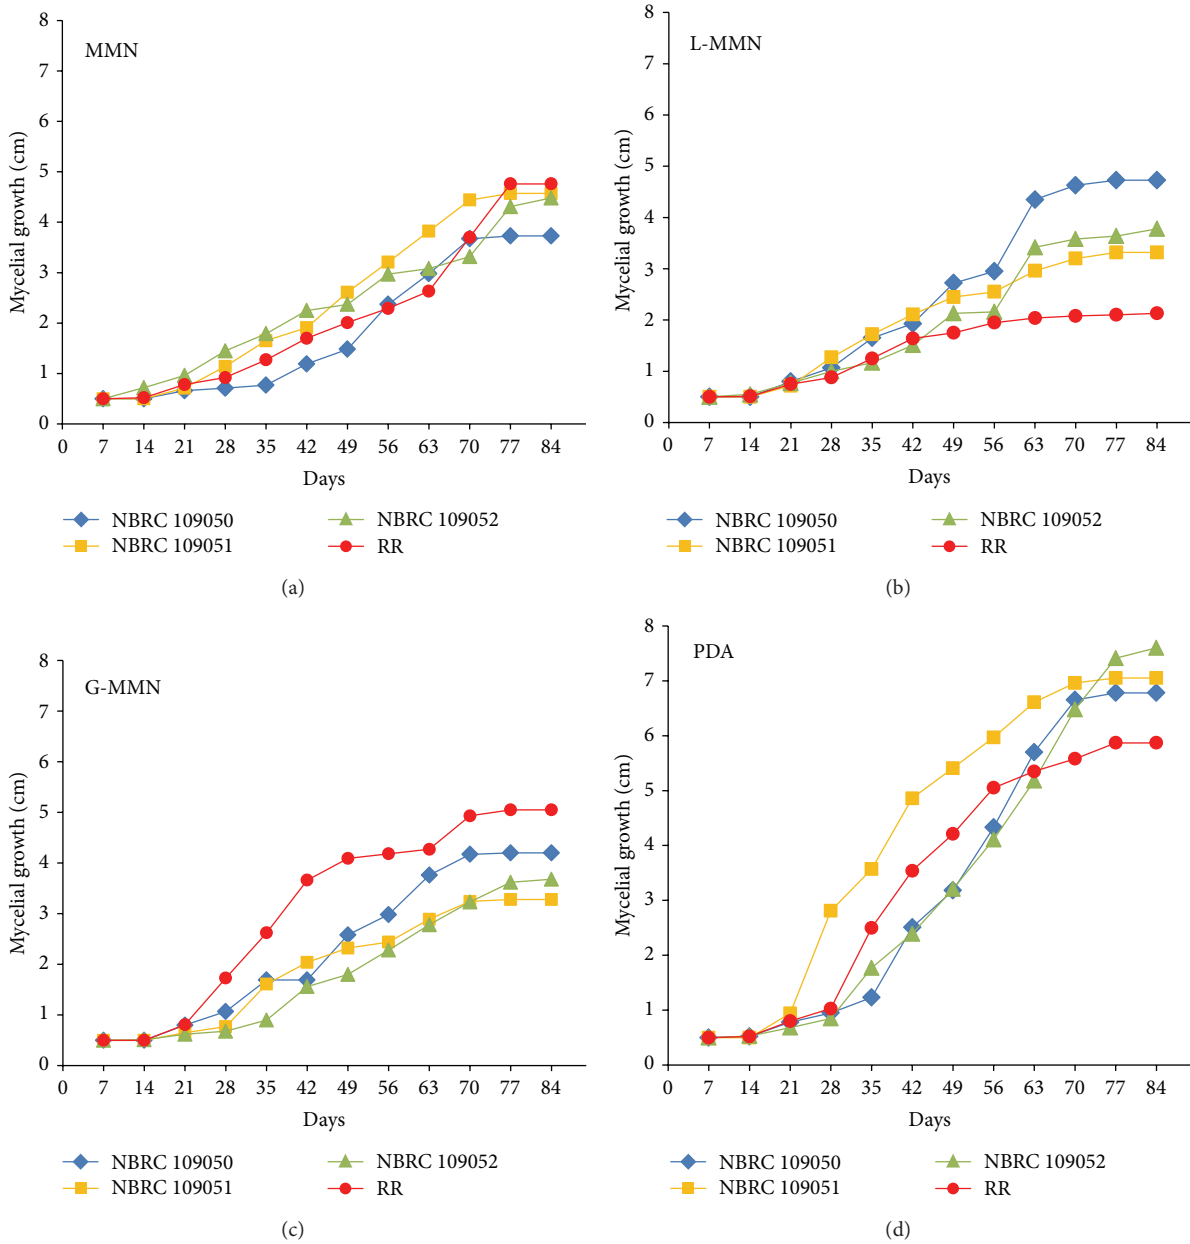 MMN
Mycelial growth (cm)
8
7
6
5
4
3
2
1
0
0 7 14 21 28 35 42 49 56 63 70 77 84
Days
NBRC 109050
NBRC 109052
NBRC 109051
RR
(a)
L-MMN
Mycelial growth (cm)
8
7
6
5
4
3
2
1
0
0 7 14 21 28 35 42 49 56 63 70 77 84
Days
NBRC 109050
NBRC 109052
NBRC 109051
RR
(b)
G-MMN
Mycelial growth (cm)
8
7
6
5
4
3
2
1
0
0 7 14 21 28 35 42 49 56 63 70 77 84
Days
NBRC 109050
NBRC 109052
NBRC 109051
RR
(c)
PDA
Mycelial growth (cm)
8
7
6
5
4
3
2
1
0
0 7 14 21 28 35 42 49 56 63 70 77 84
Days
NBRC 109050
NBRC 109052
NBRC 109051
RR
(d)